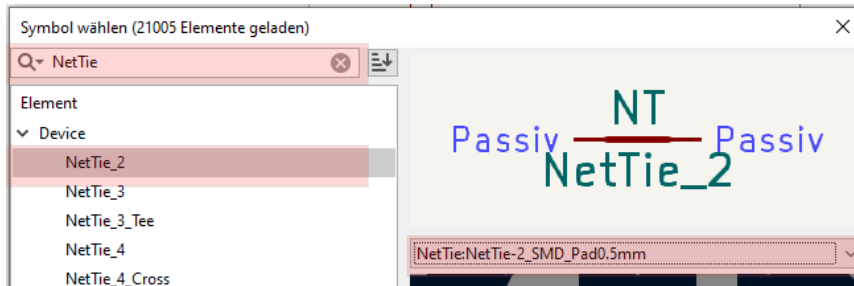 Symbol wählen (21005 Elemente geladen)
NetTie
Element
Device
NetTie_2
NetTie_3
NetTie_3_Tee
NetTie_4
NetTie_4_Cross
NT
Passiv Passiv
NetTie_2
NetTie:NetTie-2_SMD_Pad0.5mm